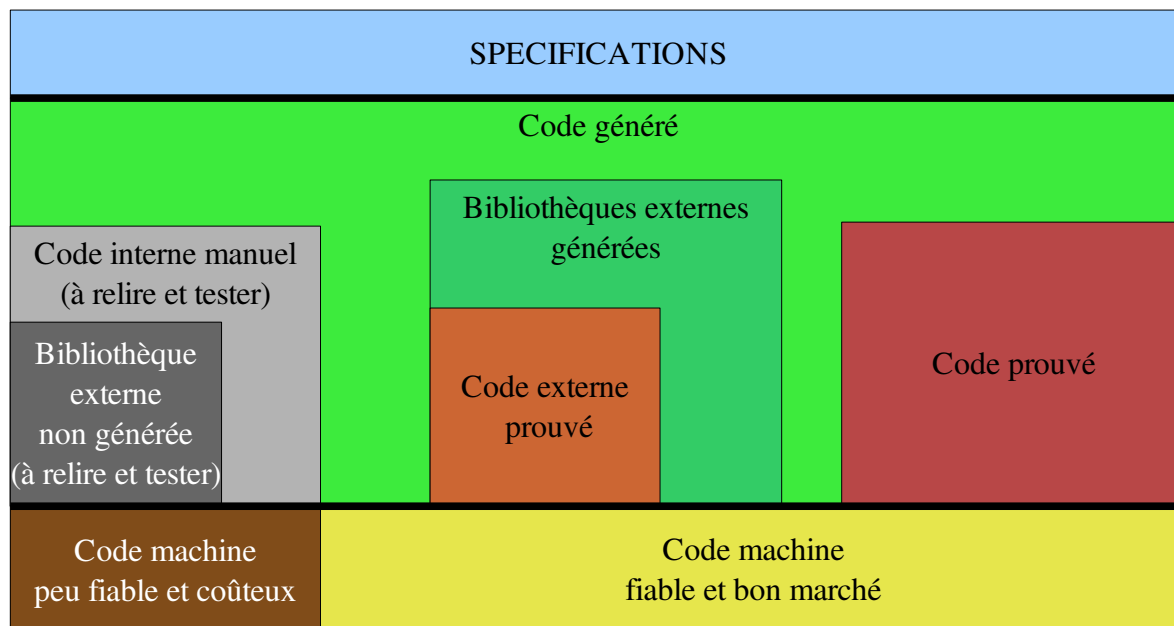 SPECIFICATIONS
Code généré
Bibliothèques externes
générées
Code interne manuel
(à relire et tester)
Bibliothèque
externe
non générée
(à relire et tester)
Code externe
prouvé
Code prouvé
Code machine
peu fiable et coûteux
Code machine
fiable et bon marché